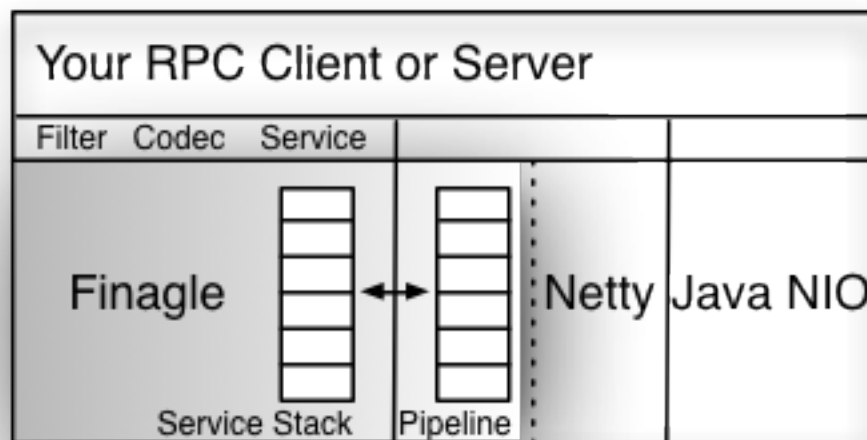 Your RPC Client or Server
Filter Codec Service
Finagle Netty Java NIO
Service Stack Pipeline